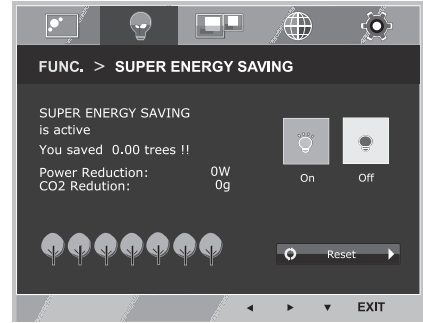 FUNC. > SUPER ENERGY SAVING
SUPER ENERGY SAVING
is active
You saved 0.00 trees !!
Power Reduction: 0W
CO2 Redution: 0g
On Off
Reset
EXIT